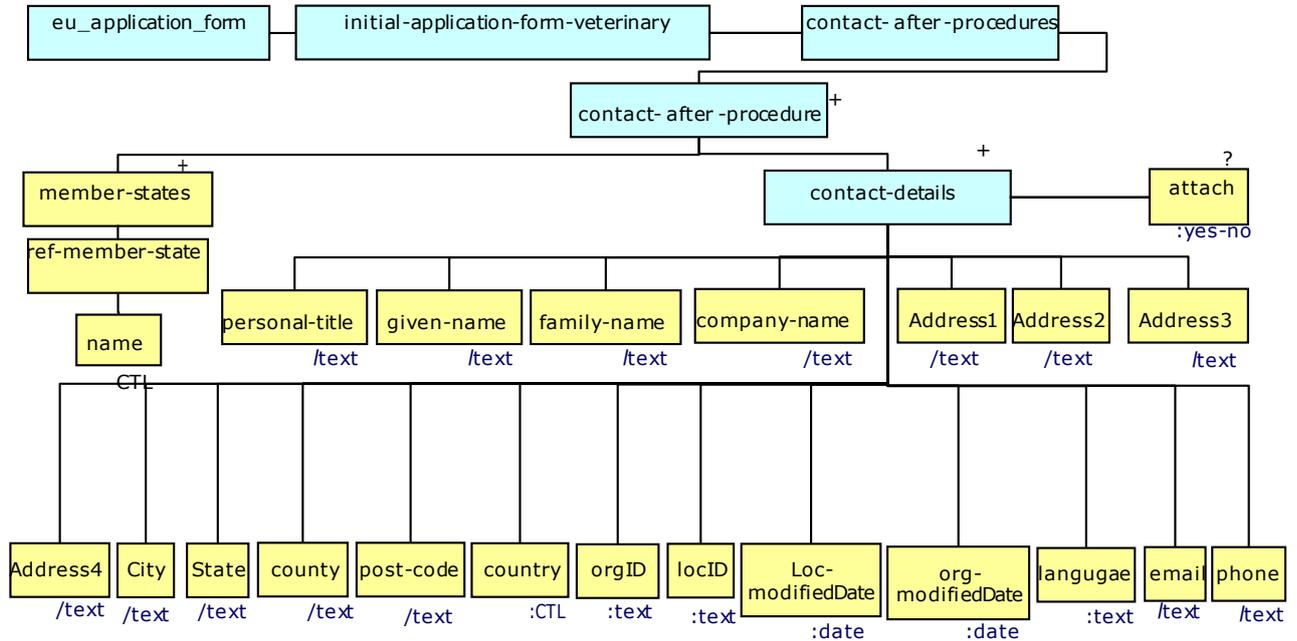 eu_application_form
initial-application-form-veterinary
contact- after -procedures
contact- after -procedure
+
+
+
?
member-states
contact-details
attach
:yes-no
ref-member-state
name
CTL
personal-title
given-name
family-name
company-name
Address1
Address2
Address3
/text
/text
/text
/text
/text
/text
/text
Address4
City
State
county
post-code
country
orgID
locID
Loc-
modifiedDate
org-
modifiedDate
langugae
email
phone
/text
/text
/text
/text
/text
:CTL
:text
:text
:date
:date
:text
/text
/text